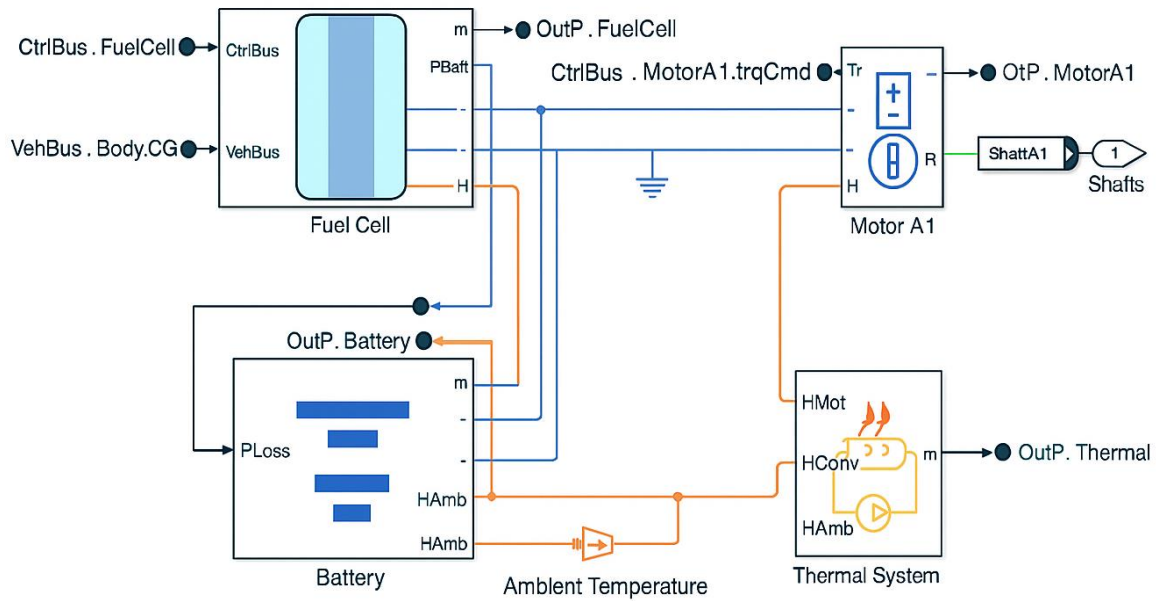 CtrlBus . FuelCell
CtrlBus
m
OutP . FuelCell
PBaft
VehBus . Body.CG
VehBus
-
-
H
Fuel Cell
CtrlBus . MotorA1.trqCmd
Tr
-
OtP . MotorA1
-
+
-
-
R
H
Motor A1
ShattA1
1
Shafts
OutP. Battery
m
-
-
PLoss
HAmb
HAmb
Battery
Amblent Temperature
HMot
HConv
m
OutP. Thermal
HAmb
Thermal System